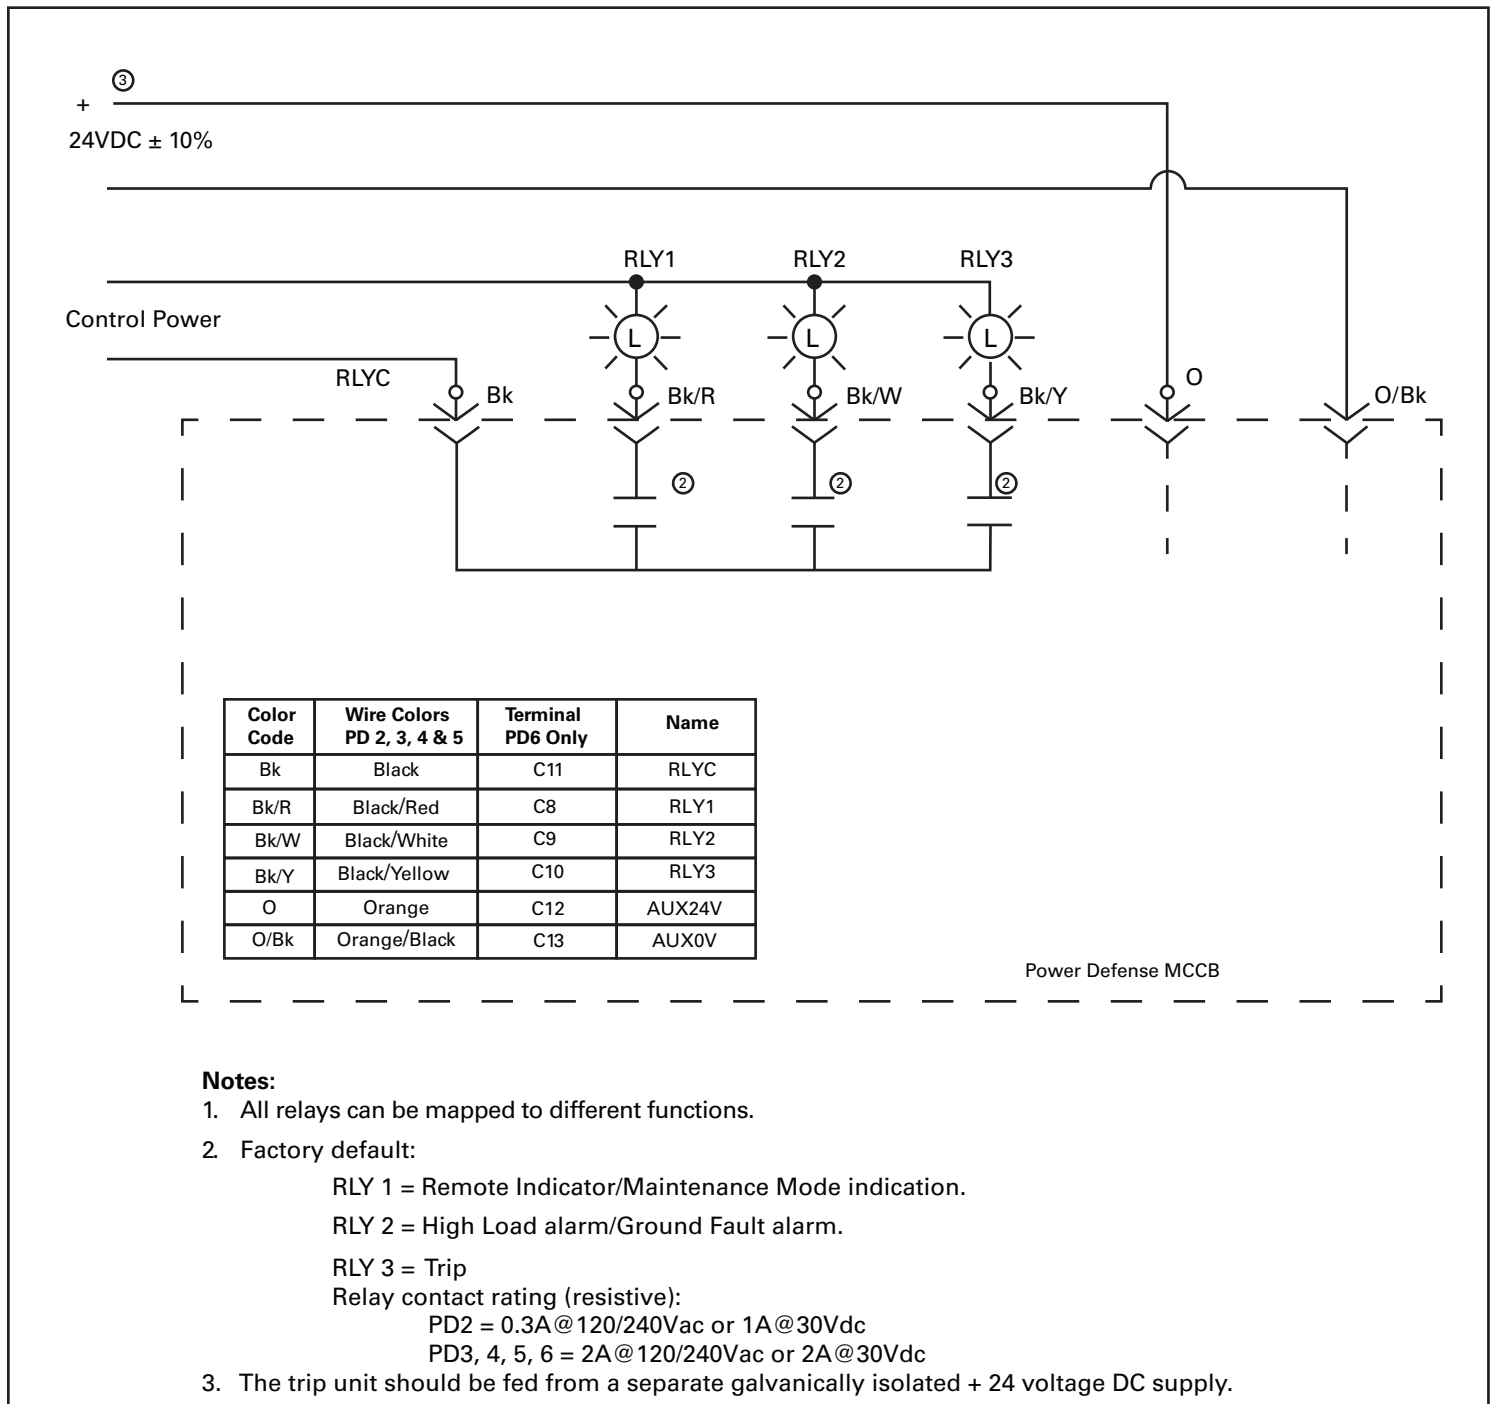 ③
+
24VDC ± 10%
RLY1 RLY2 RLY3
Control Power
L L L
RLYC Bk Bk/R Bk/W Bk/Y O O/Bk
② ② ②
Color Code Wire Colors PD 2, 3, 4 & 5 Terminal PD6 Only Name
Bk Black C11 RLYC
Bk/R Black/Red C8 RLY1
Bk/W Black/White C9 RLY2
Bk/Y Black/Yellow C10 RLY3
O Orange C12 AUX24V
O/Bk Orange/Black C13 AUX0V
Power Defense MCCB
Notes:
1. All relays can be mapped to different functions.
2. Factory default:
RLY 1 = Remote Indicator/Maintenance Mode indication.
RLY 2 = High Load alarm/Ground Fault alarm.
RLY 3 = Trip
Relay contact rating (resistive):
PD2 = 0.3A@120/240Vac or 1A@30Vdc
PD3, 4, 5, 6 = 2A@120/240Vac or 2A@30Vdc
3. The trip unit should be fed from a separate galvanically isolated + 24 voltage DC supply.